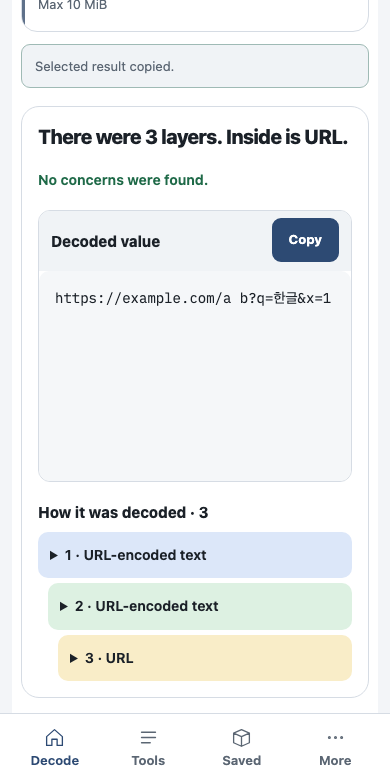 Max 10 MiB
Selected result copied.
There were 3 layers. Inside is URL.
No concerns were found.
Decoded value
Copy
https://example.com/a b?q=한글&x=1
How it was decoded · 3
▶ 1 · URL-encoded text
▶ 2 · URL-encoded text
▶ 3 · URL
Decode Tools Saved More